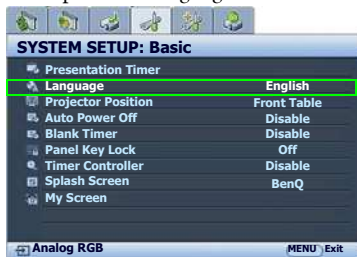 SYSTEM SETUP: Basic
Presentation Timer
Language English
Projector Position Front Table
Auto Power Off Disable
Blank Timer Disable
Panel Key Lock Off
Timer Controller Disable
Splash Screen BenQ
My Screen
Analog RGB MENU Exit